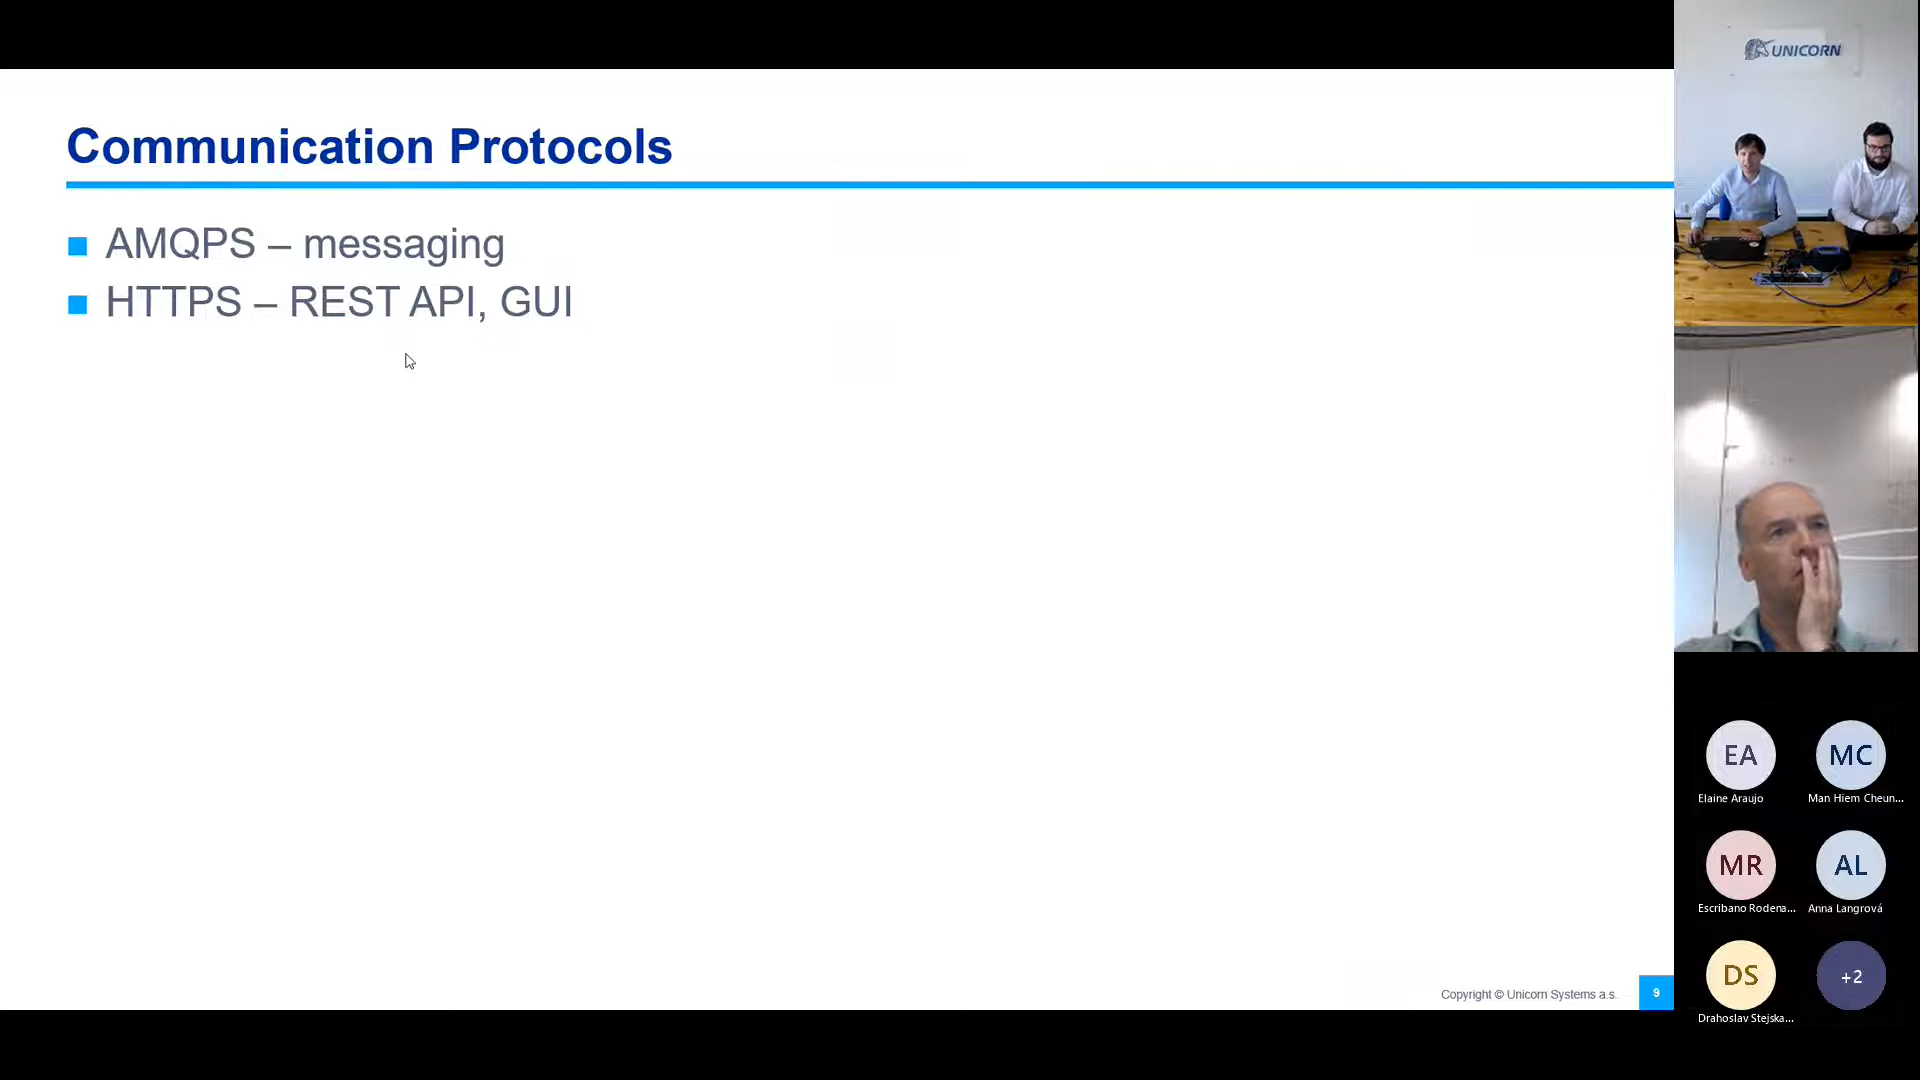 UNICORN
Communication Protocols
AMQPS – messaging
HTTPS – REST API, GUI
EA
MC
Elaine Araujo
Man Hiem Cheun...
MR
AL
Escribano Rodena...
Anna Langrová
DS
+2
Drahoslav Stejska...
Copyright © Unicorn Systems a.s.
9